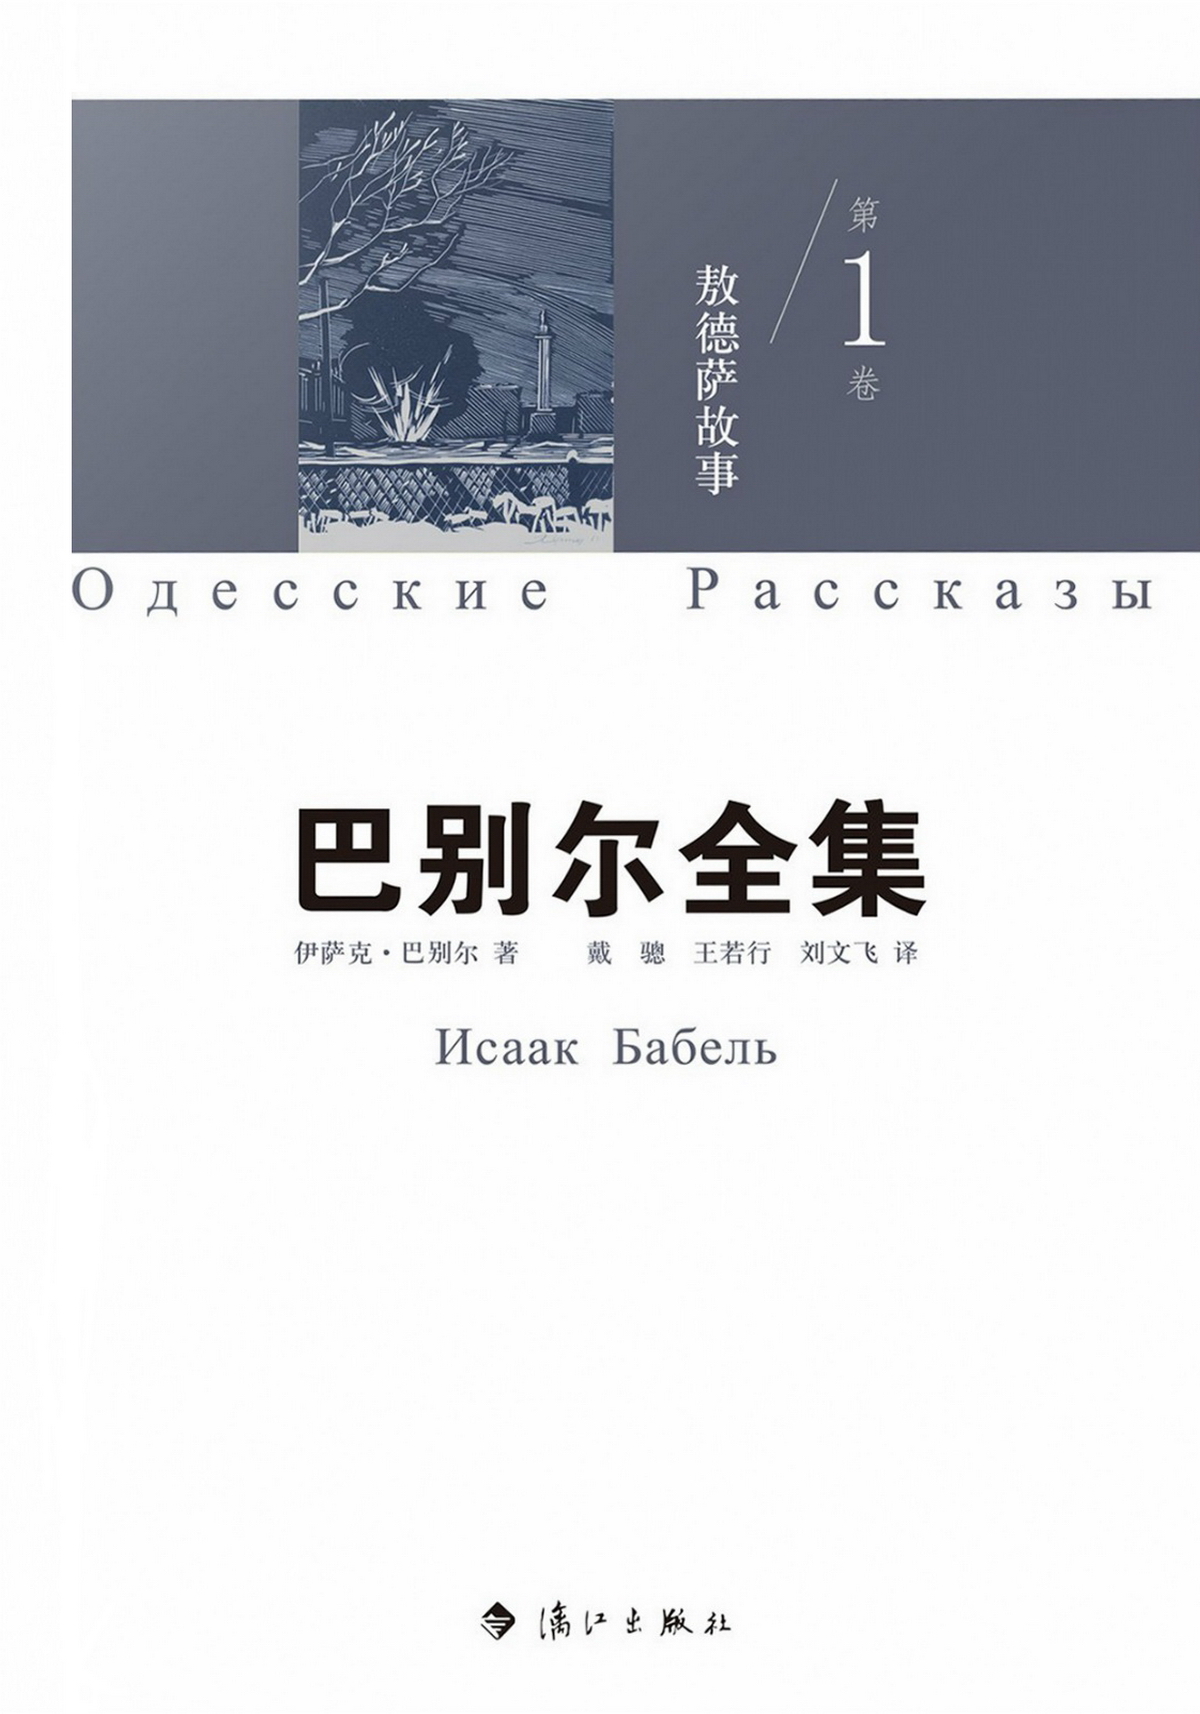 第
1
卷
敖德萨故事
Одесские Рассказы
巴别尔全集
伊萨克·巴别尔 著 戴 骢 王若行 刘文飞 译
Исаак Бабель
漓江出版社